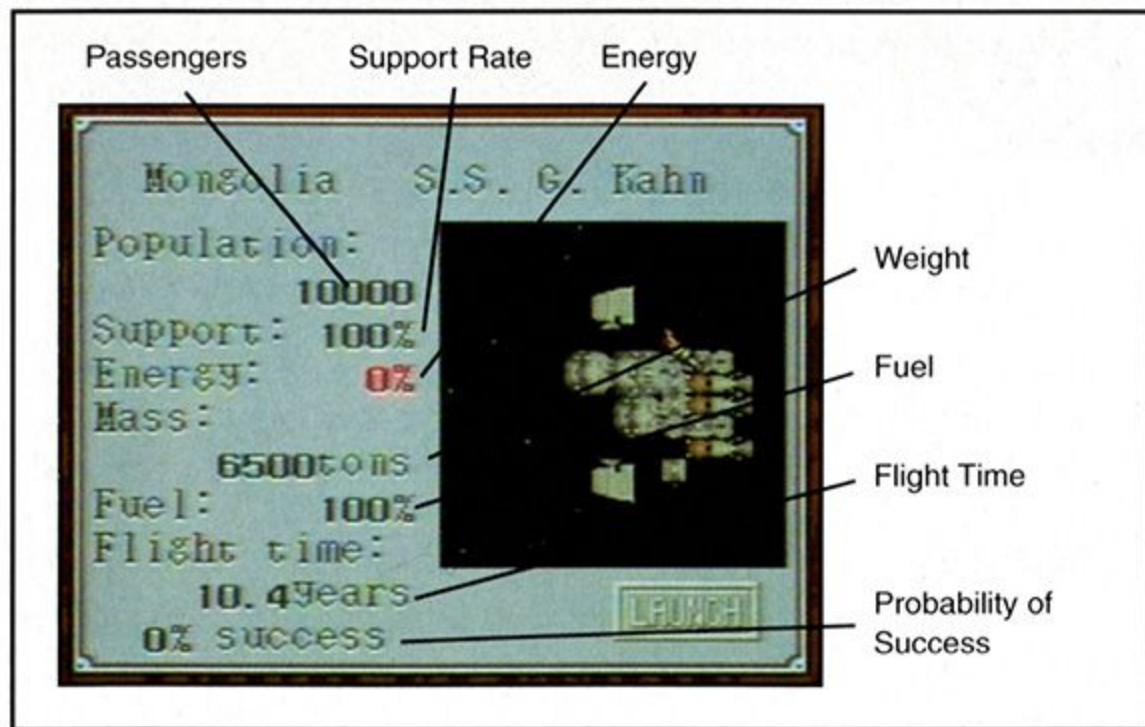 Passengers Support Rate Energy
Mongolia S.S. G. Kahn
Population:
10000
Support: 100%
Energy: 0%
Mass:
6500tons
Fuel: 100%
Flight time:
10.4years
0% success
LAUNCH
Weight
Fuel
Flight Time
Probability of
Success